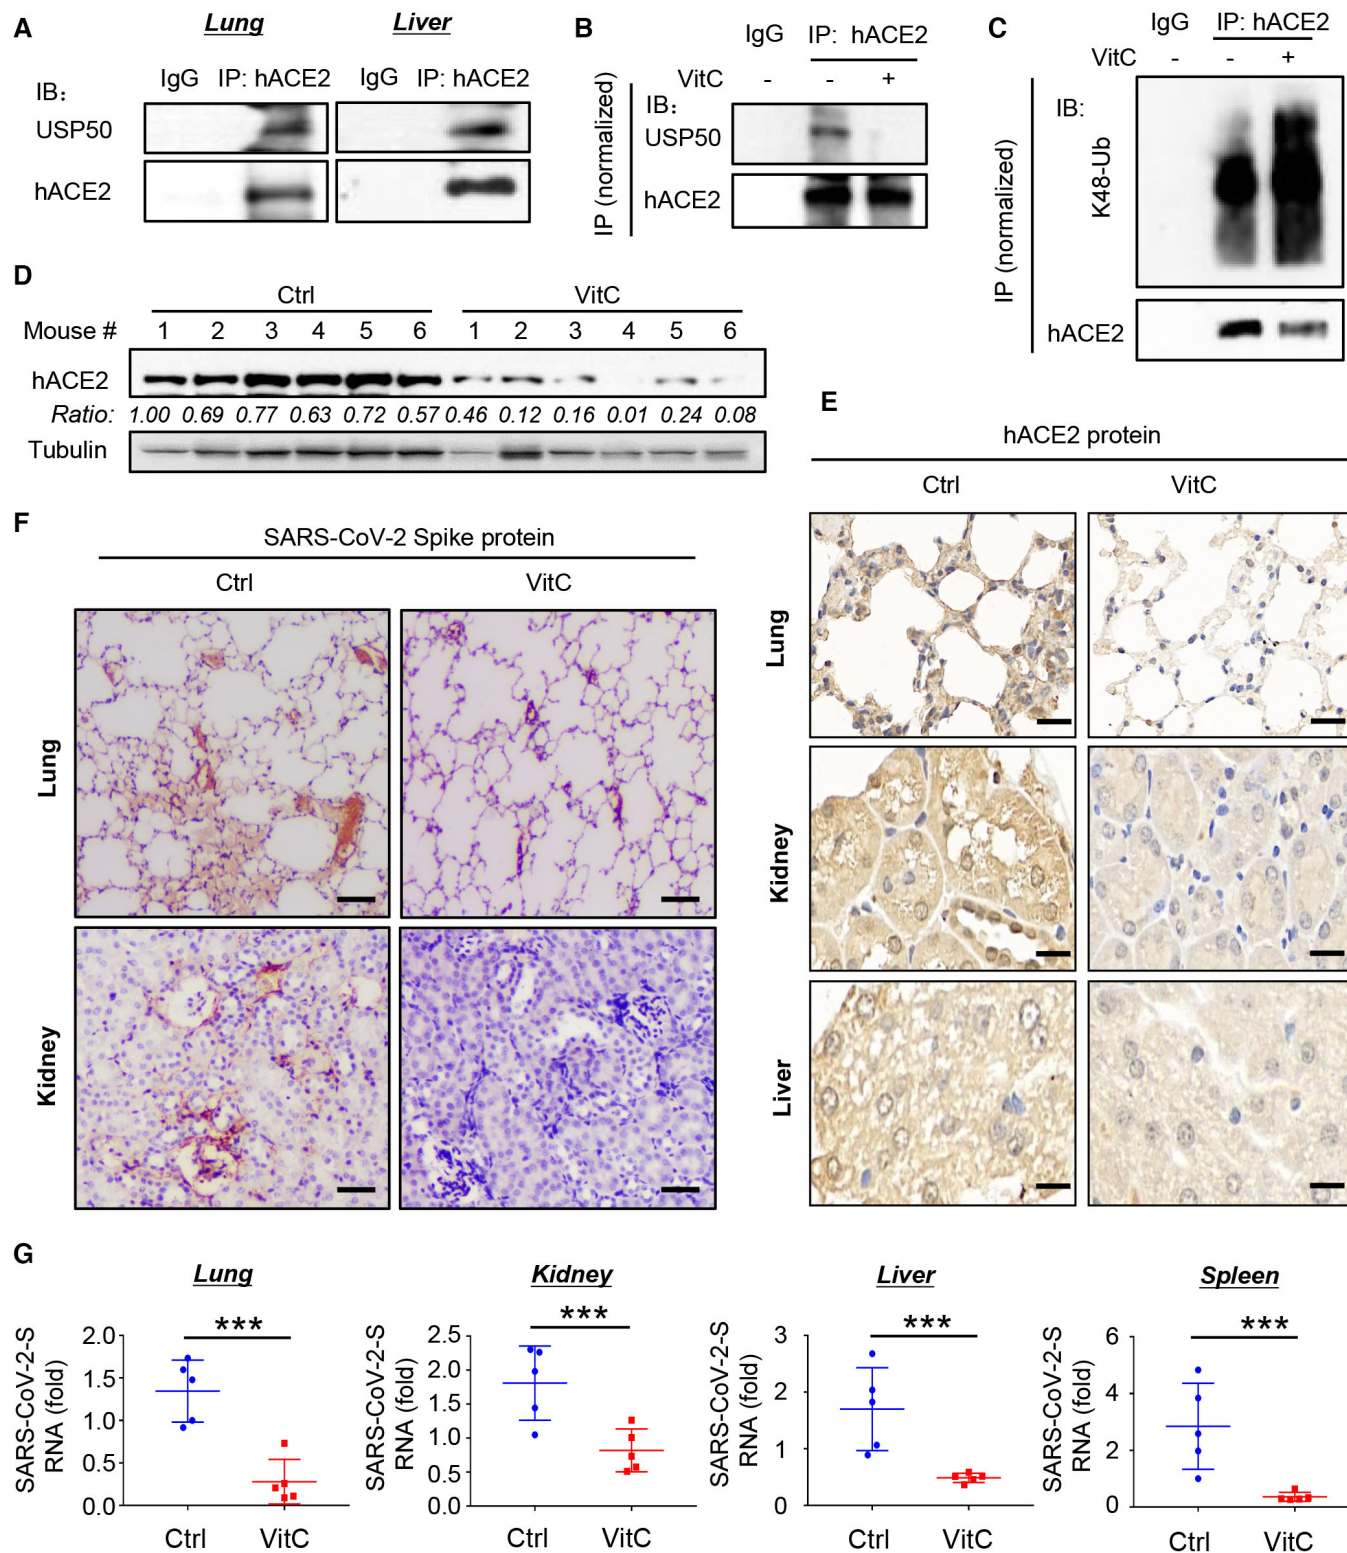 A
Lung
Liver
IgG IP: hACE2 IgG IP: hACE2
IB:
USP50
hACE2
B
IgG IP: hACE2
VitC - - +
IP (normalized)
IB:
USP50
hACE2
C
IgG IP: hACE2
VitC - - +
IP (normalized)
IB:
K48-Ub
hACE2
D
Ctrl VitC
Mouse # 1 2 3 4 5 6 1 2 3 4 5 6
hACE2
Ratio: 1.00 0.69 0.77 0.63 0.72 0.57 0.46 0.12 0.16 0.01 0.24 0.08
Tubulin
E
hACE2 protein
Ctrl VitC
Lung
Kidney
Liver
F
SARS-CoV-2 Spike protein
Ctrl VitC
Lung
Kidney
G
Lung
SARS-CoV-2-S
RNA (fold)
***
2.0
1.5
1.0
0.5
0.0
Ctrl VitC
Kidney
SARS-CoV-2-S
RNA (fold)
***
2.5
2.0
1.5
1.0
0.5
0.0
Ctrl VitC
Liver
SARS-CoV-2-S
RNA (fold)
***
3
2
1
0
Ctrl VitC
Spleen
SARS-CoV-2-S
RNA (fold)
***
6
4
2
0
Ctrl VitC